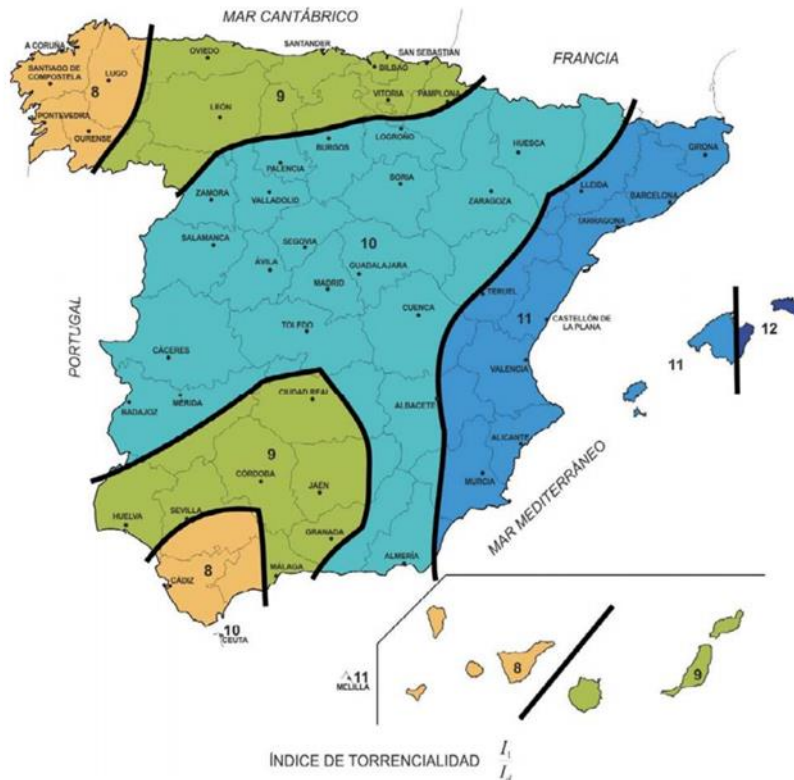 MAR CANTÁBRICO
A CORUÑA
SANTIAGO DE
COMPOSTELA
LUGO
8
PONTEVEDRA
OURENSE
OVIEDO
SANTANDER
BILBAO
SAN SEBASTIÁN
FRANCIA
LEÓN
9
VITORIA
PAMPLONA
BURGOS
LOGROÑO
HUESCA
GIRONA
PALENCIA
ZAMORA
VALLADOLID
SORIA
ZARAGOZA
LLEIDA
BARCELONA
TARRAGONA
SALAMANCA
SEGOVIA
10
ÁVILA
GUADALAJARA
MADRID
TERUEL
PORTUGAL
CUENCA
11
CASTELLÓN DE
LA PLANA
12
TOLEDO
11
CÁCERES
VALENCIA
BADAJOZ
MÉRIDA
CIUDAD REAL
ALBACETE
ALICANTE
9
CÓRDOBA
JAÉN
MURCIA
MAR MEDITERRÁNEO
HUELVA
SEVILLA
GRANADA
8
CÁDIZ
MÁLAGA
ALMERÍA
10
CEUTA
11
MELILLA
8
9
ÍNDICE DE TORRENCIALIDAD I₁
I_d